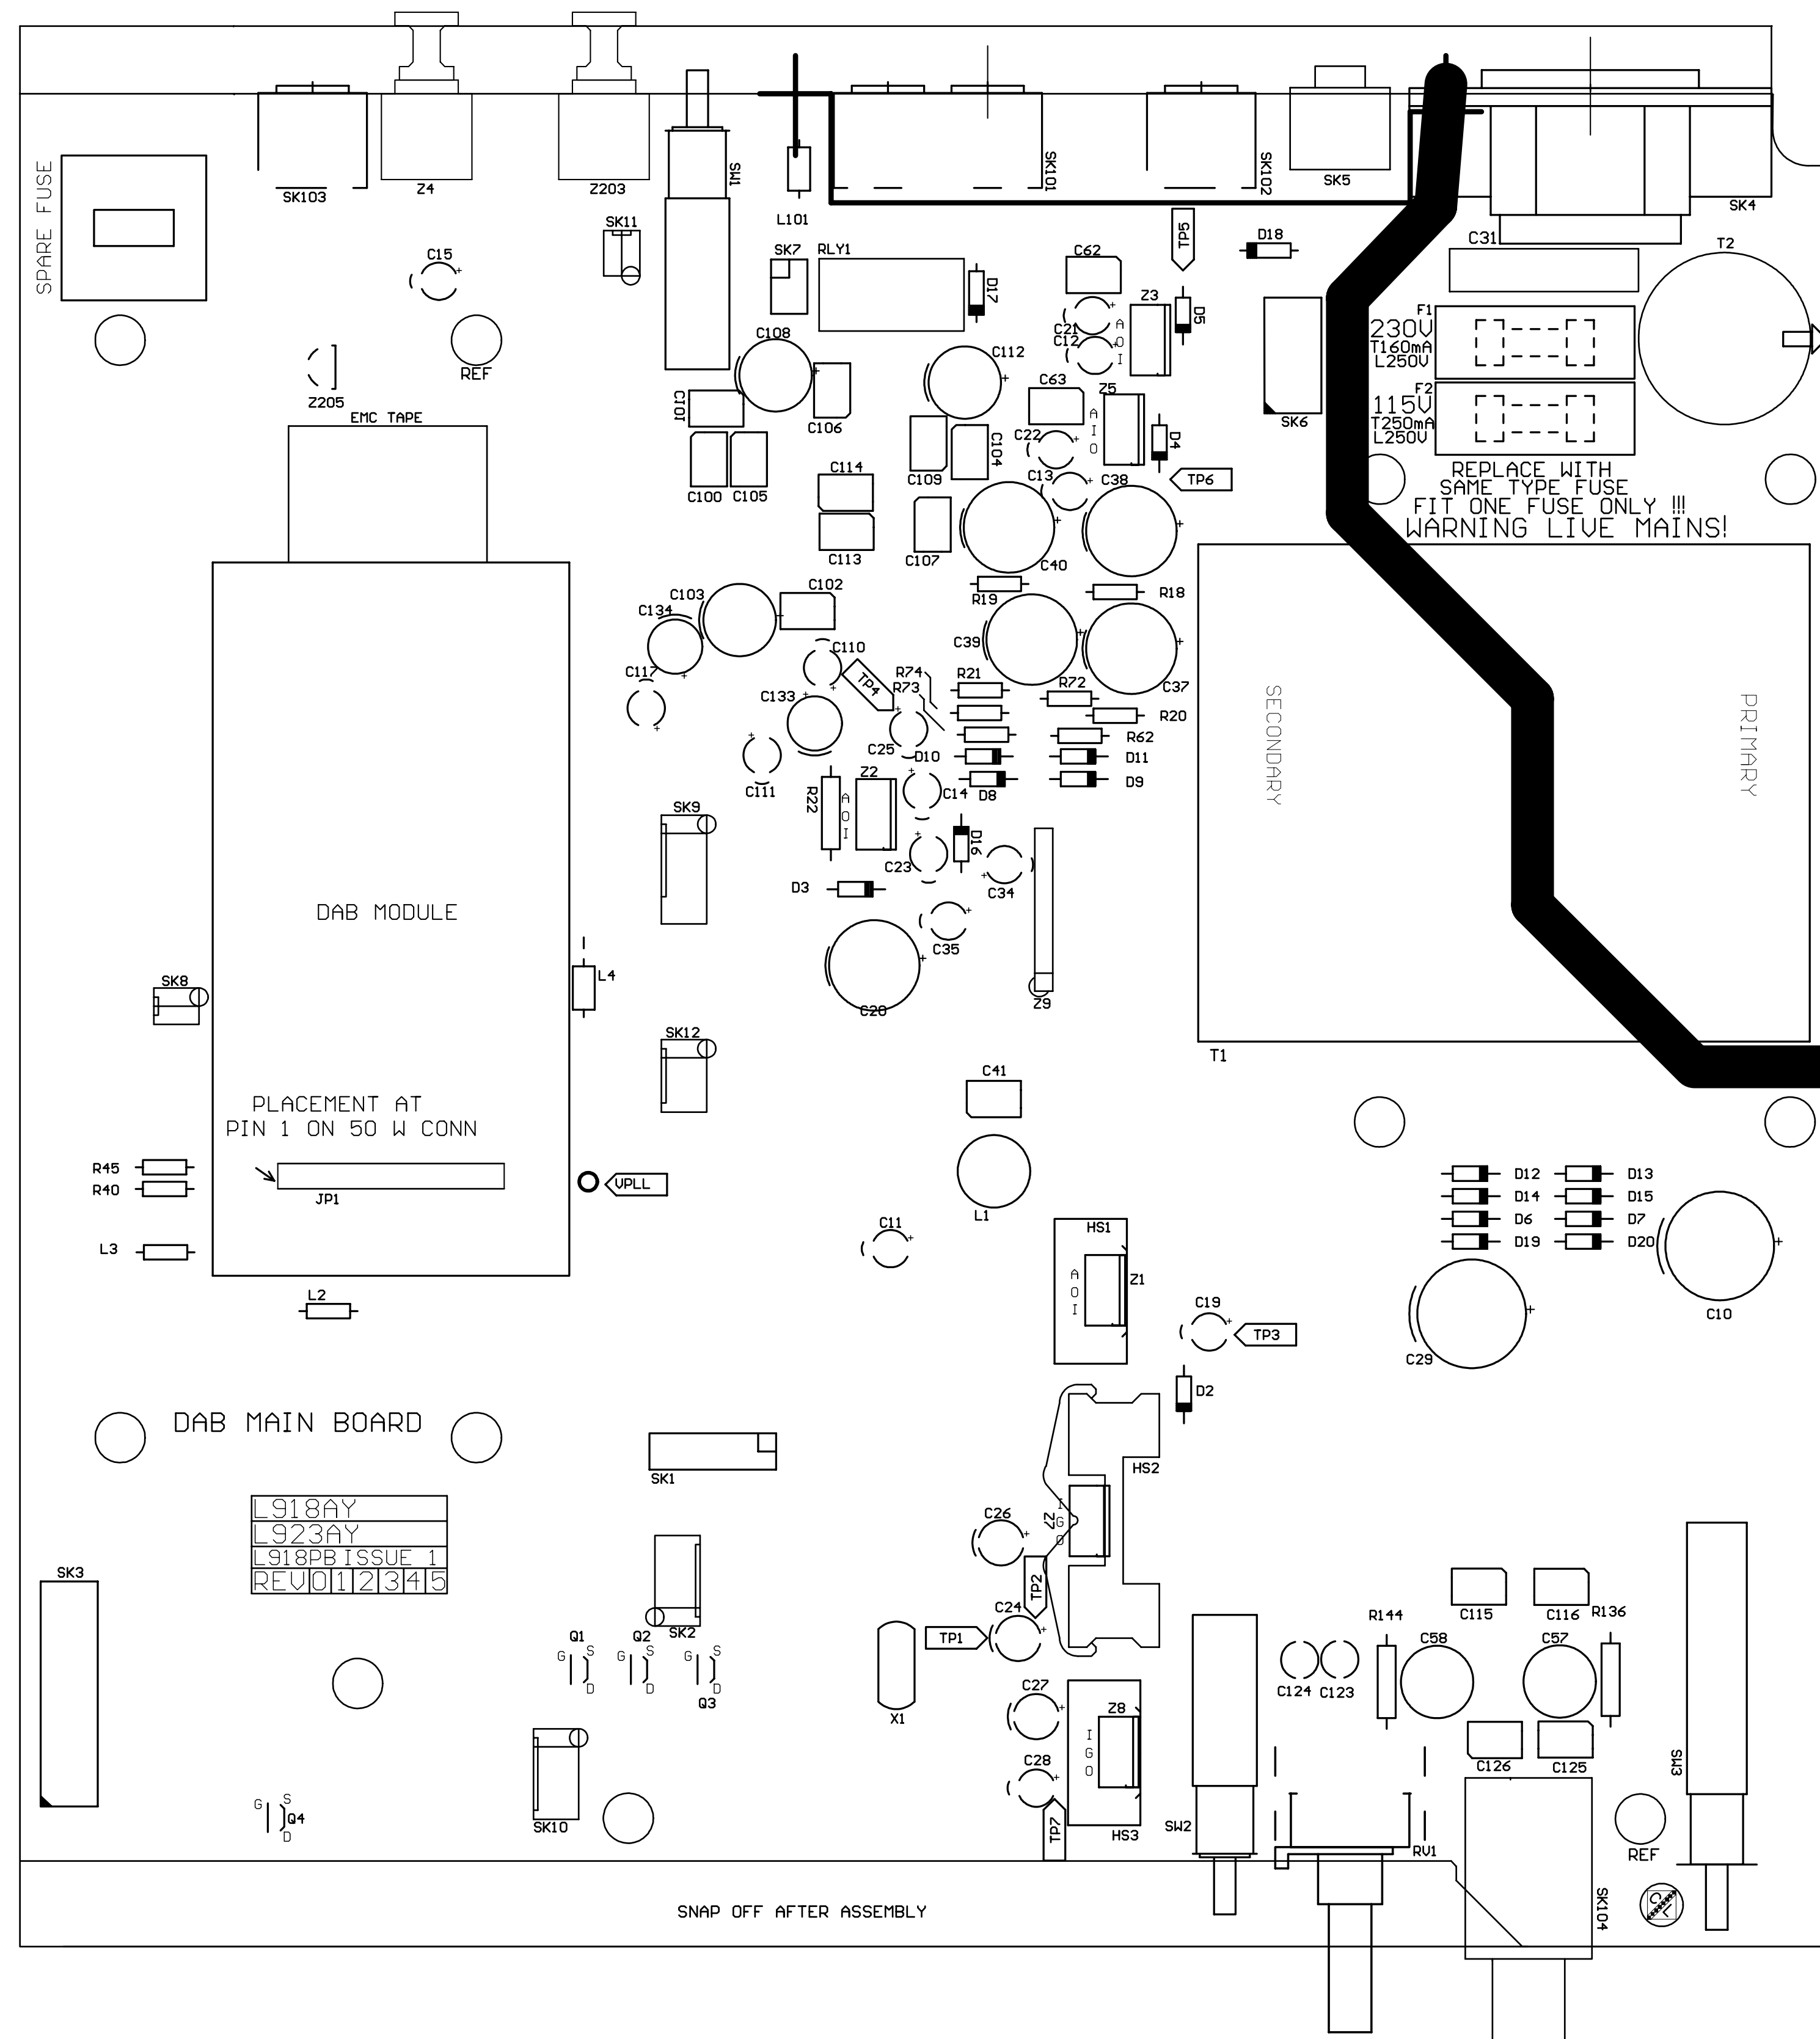 SPARE FUSE
SK103
Z4
Z203
SW1
L101
SK101
SK102
SK5
SK4
SK11
C15
SK7
RLY1
D17
C62
TP5
D18
C31
T2
Z3
D5
C21
C12
A
O
I
F1
230V
T160mA
L250V
F2
115V
T250mA
L250V
SK6
REPLACE WITH
SAME TYPE FUSE
FIT ONE FUSE ONLY !!!
WARNING LIVE MAINS!
REF
Z205
EMC TAPE
C108
C101
C106
C112
C63
Z5
A
I
O
C22
D4
C13
C38
TP6
C100
C105
C114
C113
C109
C104
C107
C40
R19
R18
C134
C103
C102
C110
C117
TP4
C133
R74
R73
R21
C39
R72
C37
R20
R62
C25
D10
D11
C111
R22
Z2
A
O
I
C14
D8
D9
SECONDARY
PRIMARY
SK9
C23
D16
C34
D3
C35
C20
Z9
DAB MODULE
SK8
L4
SK12
T1
C41
PLACEMENT AT
PIN 1 ON 50 W CONN
R45
R40
JP1
VPLL
L1
L3
L2
C11
HS1
A
O
I
Z1
C19
TP3
D2
D12
D13
D14
D15
D6
D7
D19
D20
C29
C10
DAB MAIN BOARD
SK1
HS2
L918AY
L923AY
L918PB ISSUE 1
REV 0 1 2 3 4 5
C26
I
G
O
Z7
TP2
C24
TP1
SK3
SK2
Q1
G
S
D
Q2
G
S
D
G
S
D
Q3
X1
C27
C28
Z8
I
G
O
HS3
TP7
SK10
G
S
D
Q4
C115
C116
R144
R136
C58
C57
C124
C123
C126
C125
SW3
SW2
RV1
REF
SK104
CL
SNAP OFF AFTER ASSEMBLY